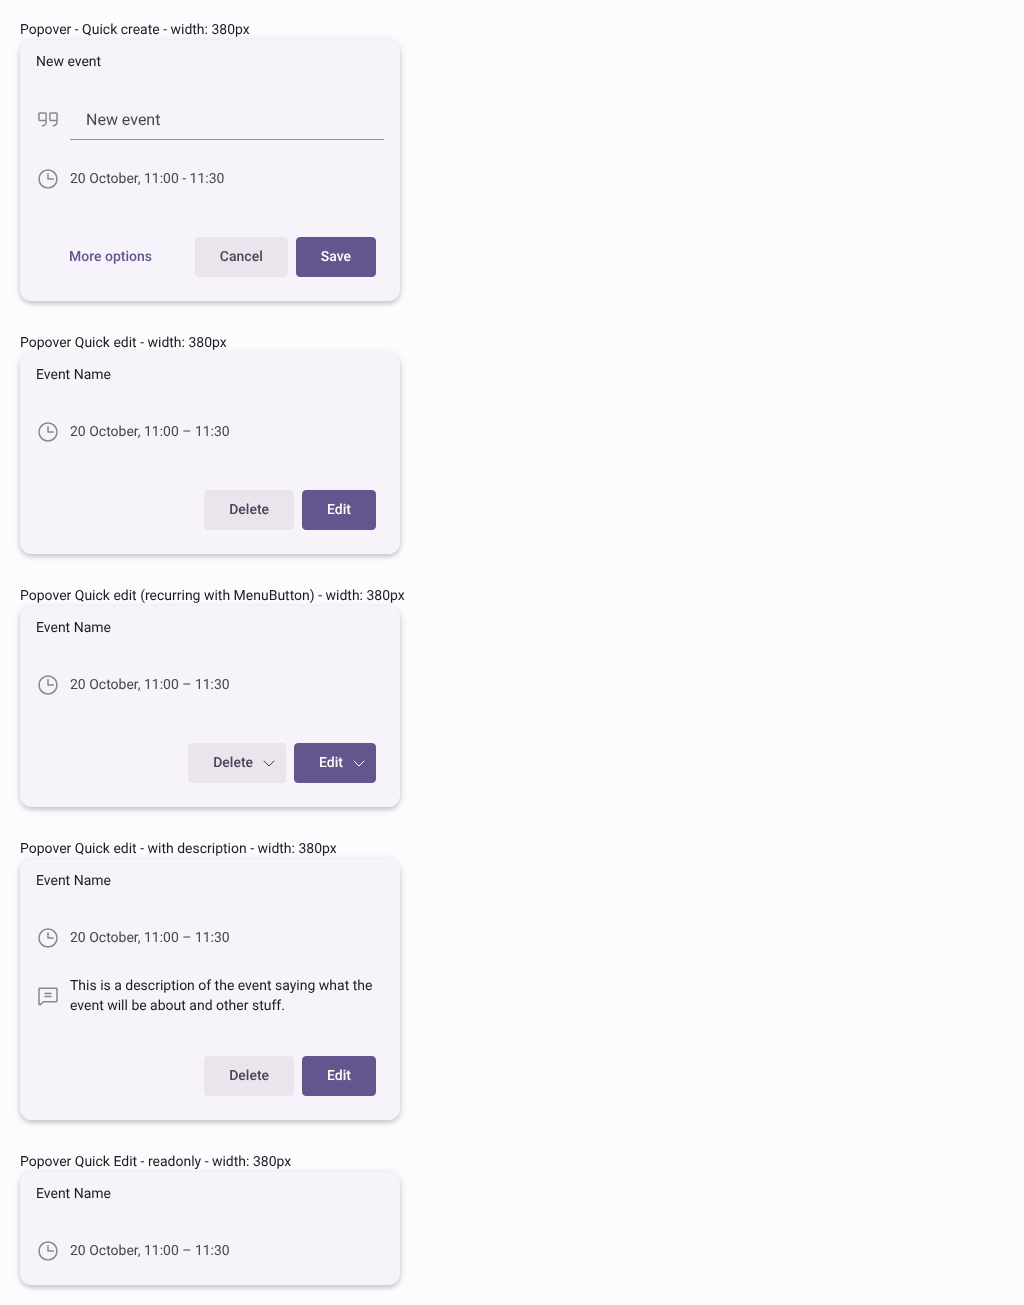 Popover - Quick create - width: 380px
New event
New event
20 October, 11:00 - 11:30
More options
Cancel
Save
Popover Quick edit - width: 380px
Event Name
20 October, 11:00 – 11:30
Delete
Edit
Popover Quick edit (recurring with MenuButton) - width: 380px
Event Name
20 October, 11:00 – 11:30
Delete
Edit
Popover Quick edit - with description - width: 380px
Event Name
20 October, 11:00 – 11:30
This is a description of the event saying what the
event will be about and other stuff.
Delete
Edit
Popover Quick Edit - readonly - width: 380px
Event Name
20 October, 11:00 – 11:30